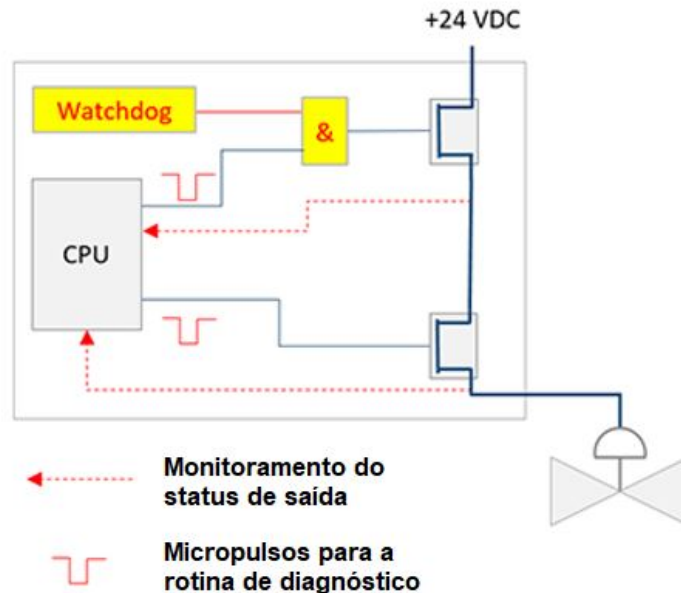 +24 VDC
Watchdog
&
CPU
Monitoramento do
status de saída
Micropulsos para a
rotina de diagnóstico